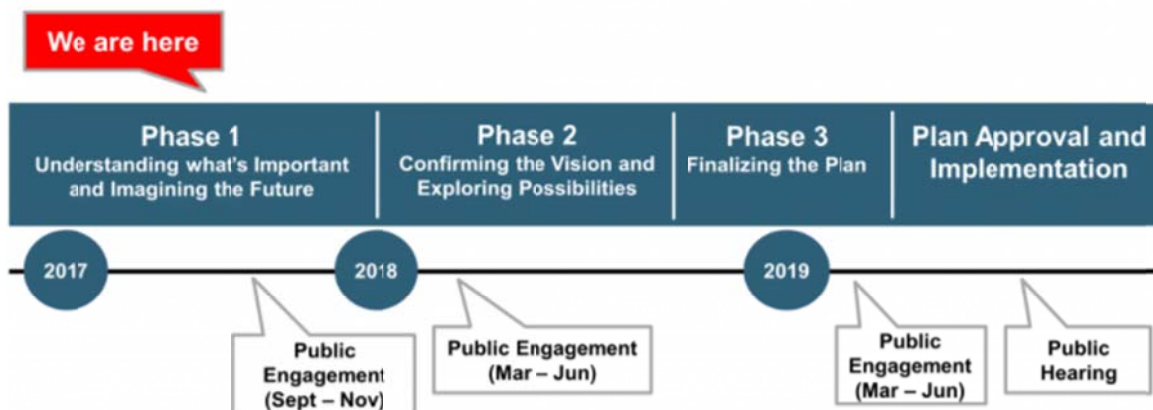 We are here
Phase 1
Understanding what's Important
and Imagining the Future
Phase 2
Confirming the Vision and
Exploring Possibilities
Phase 3
Finalizing the Plan
Plan Approval and
Implementation
2017
2018
2019
Public
Engagement
(Sept – Nov)
Public Engagement
(Mar – Jun)
Public
Engagement
(Mar – Jun)
Public
Hearing